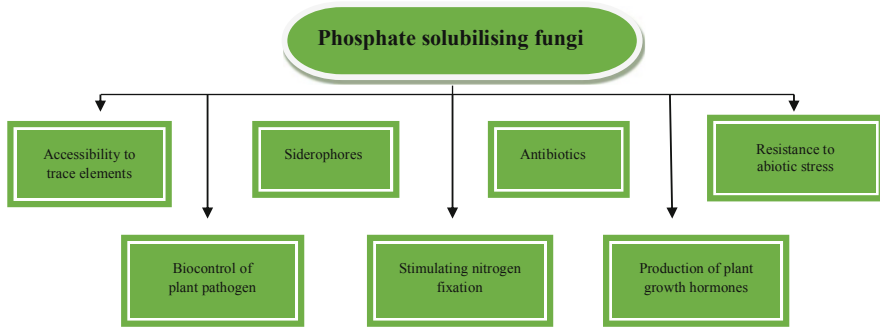 Phosphate solubilising fungi
Accessibility to
trace elements
Siderophores
Antibiotics
Resistance to
abiotic stress
Biocontrol of
plant pathogen
Stimulating nitrogen
fixation
Production of plant
growth hormones